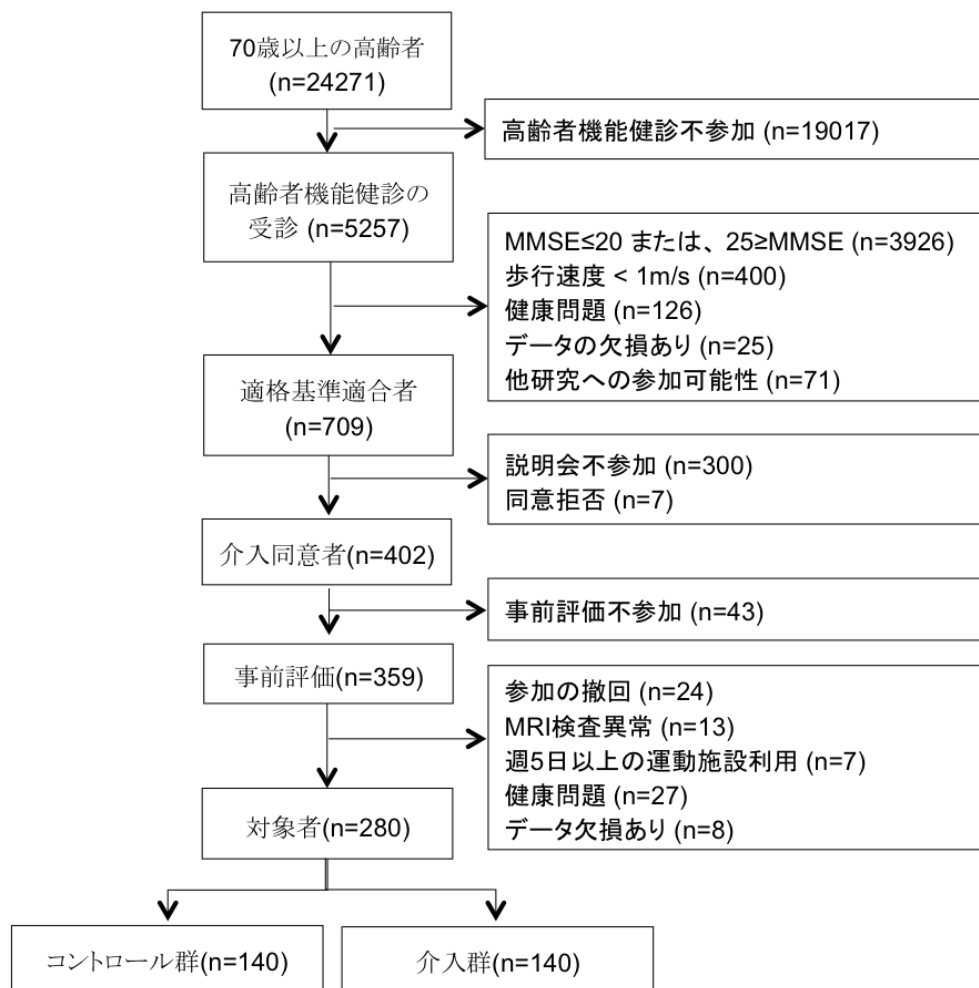 70歳以上の高齢者
(n=24271)
高齢者機能健診不参加 (n=19017)
高齢者機能健診の
受診 (n=5257)
MMSE≤20 または、25≥MMSE (n=3926)
歩行速度 < 1m/s (n=400)
健康問題 (n=126)
データの欠損あり (n=25)
他研究への参加可能性 (n=71)
適格基準適合者
(n=709)
説明会不参加 (n=300)
同意拒否 (n=7)
介入同意者(n=402)
事前評価不参加 (n=43)
事前評価(n=359)
参加の撤回 (n=24)
MRI検査異常 (n=13)
週5日以上の運動施設利用 (n=7)
健康問題 (n=27)
データ欠損あり (n=8)
対象者(n=280)
コントロール群(n=140)
介入群(n=140)